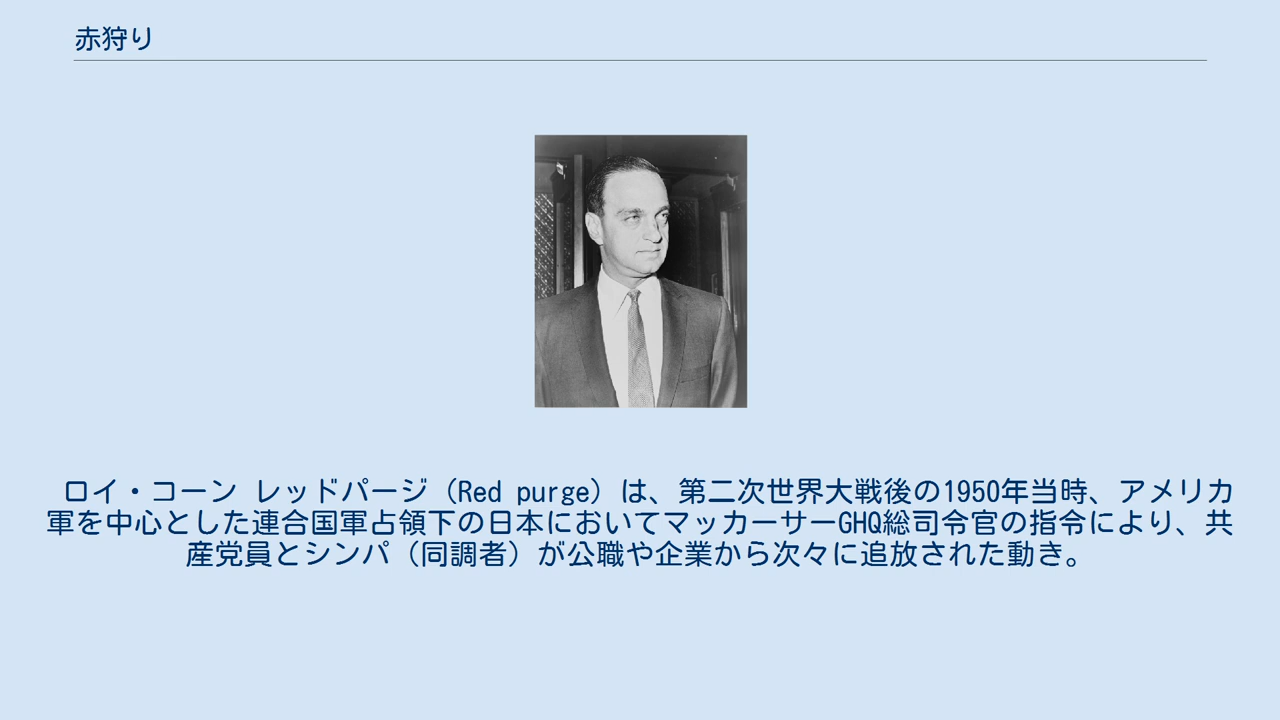 赤狩り
ロイ・コーン レッドパージ（Red purge）は、第二次世界大戦後の1950年当時、アメリカ
軍を中心とした連合国軍占領下の日本においてマッカーサーGHQ総司令官の指令により、共
産党員とシンパ（同調者）が公職や企業から次々に追放された動き。